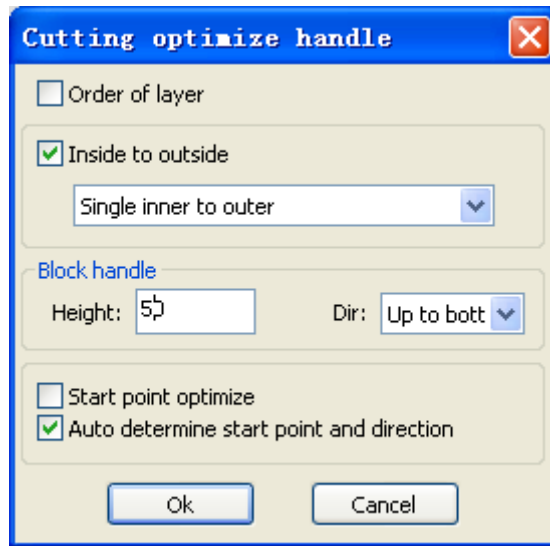 Cutting optimize handle
Order of layer
Inside to outside
Single inner to outer
Block handle
Height:
Dir: Up to bott
Start point optimize
Auto determine start point and direction
Ok Cancel